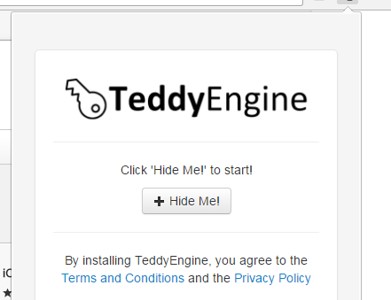 TeddyEngine
Click 'Hide Me!' to start!
Hide Me!
By installing TeddyEngine, you agree to the
Terms and Conditions and the Privacy Policy